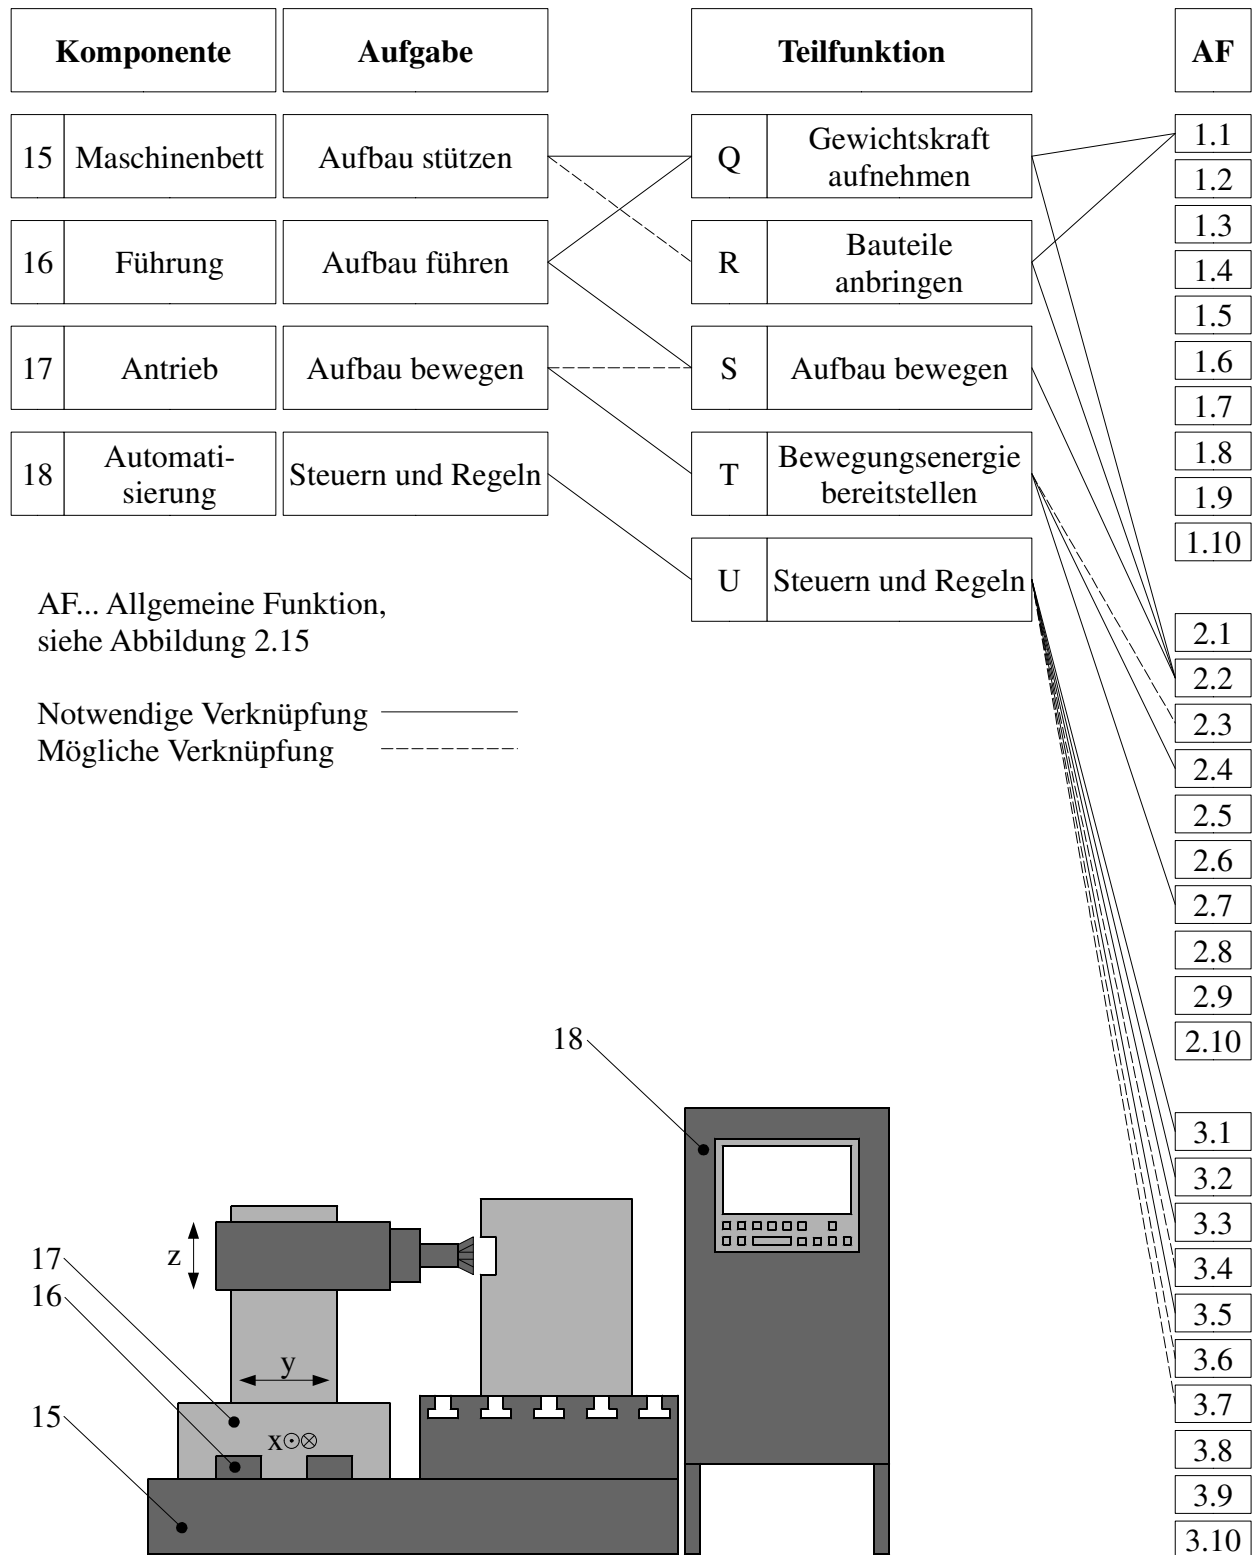 Komponente
Aufgabe
Teilfunktion
AF
15
Maschinenbett
Aufbau stützen
Q
Gewichtskraft
aufnehmen
16
Führung
Aufbau führen
R
Bauteile
anbringen
17
Antrieb
Aufbau bewegen
S
Aufbau bewegen
18
Automati-
sierung
Steuern und Regeln
T
Bewegungsenergie
bereitstellen
U
Steuern und Regeln
1.1
1.2
1.3
1.4
1.5
1.6
1.7
1.8
1.9
1.10
2.1
2.2
2.3
2.4
2.5
2.6
2.7
2.8
2.9
2.10
3.1
3.2
3.3
3.4
3.5
3.6
3.7
3.8
3.9
3.10
AF... Allgemeine Funktion,
siehe Abbildung 2.15
Notwendige Verknüpfung
Mögliche Verknüpfung
18
17
16
15
z
y
x